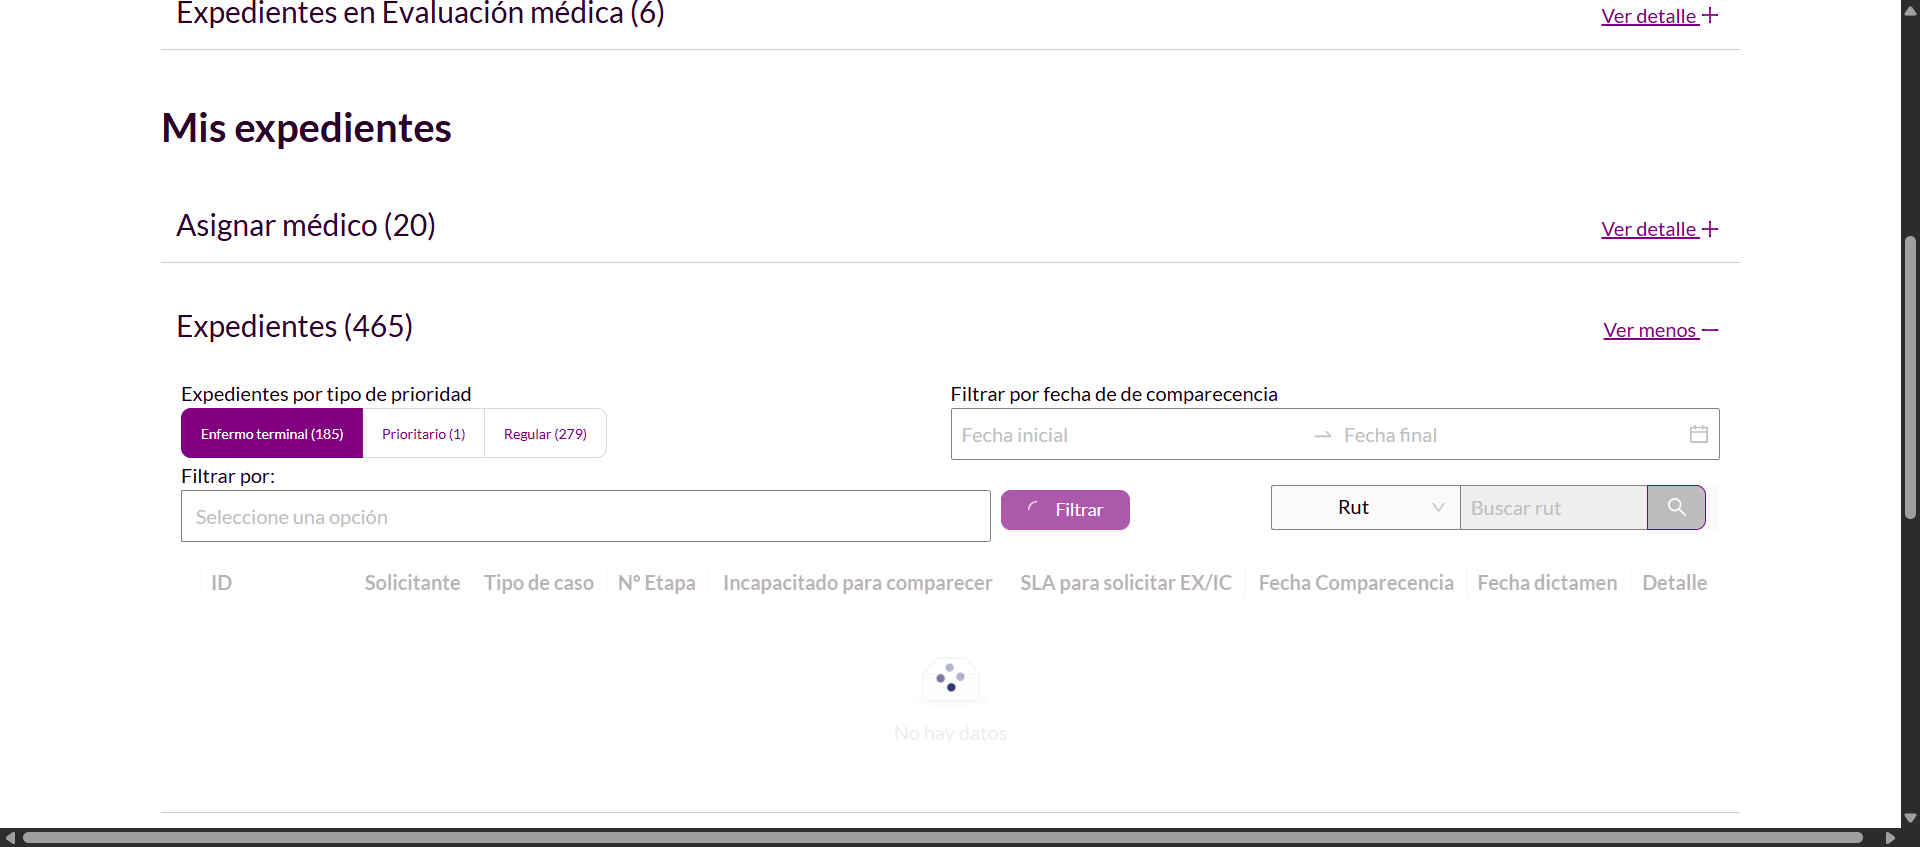 Expedientes en Evaluación médica (6)
Ver detalle
Mis expedientes
Asignar médico (20)
Ver detalle
Expedientes (465)
Ver menos
Expedientes por tipo de prioridad
Filtrar por fecha de de comparecencia
Enfermo terminal (185)
Prioritario (1)
Regular (279)
Fecha inicial
Fecha final
Filtrar por:
Seleccione una opción
Filtrar
Rut
Buscar rut
ID
Solicitante
Tipo de caso
Nº Etapa
Incapacitado para comparecer
SLA para solicitar EX/IC
Fecha Comparecencia
Fecha dictamen
Detalle
No hay datos